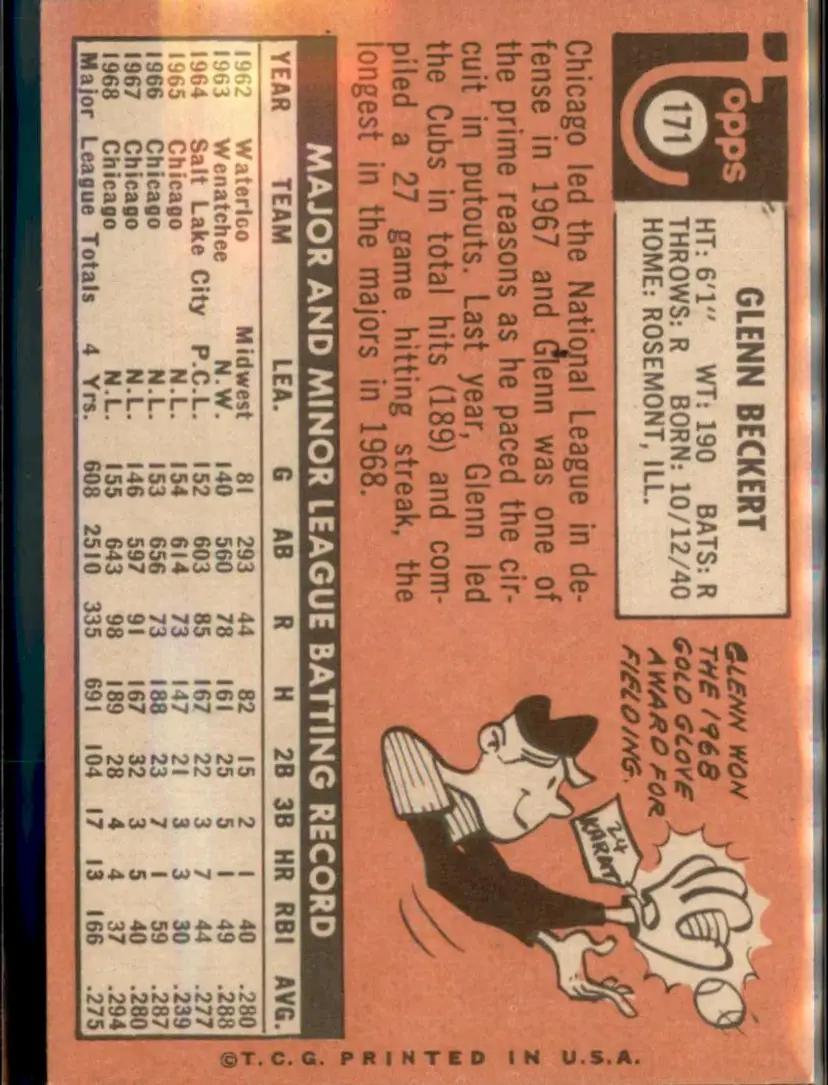 Topps
171
GLENN BECKERT
HT: 6'1" WT: 190 BATS: R
THROWS: R BORN: 10/12/40
HOME: ROSEMONT, ILL.
Chicago led the National League in de-
fense in 1967 and Glenn was one of
the prime reasons as he paced the cir-
cuit in putouts. Last year, Glenn led
the Cubs in total hits (189) and com-
piled a 27 game hitting streak, the
longest in the majors in 1968.
GLENN WON
THE 1968
GOLD GLOVE
AWARD FOR
FIELDING.
24
KARAT
MAJOR AND MINOR LEAGUE BATTING RECORD
YEAR TEAM LEA. G AB R H 2B 3B HR RBI AVG.
1962 Waterloo Midwest 81 293 44 82 15 2 1 40 .280
1963 Wenatchee N.W. 140 560 78 161 25 5 1 49 .288
1964 Salt Lake City P.C.L. 152 603 85 167 22 3 7 44 .277
1965 Chicago N.L. 154 614 73 147 21 3 3 30 .239
1966 Chicago N.L. 153 656 73 188 23 7 1 59 .287
1967 Chicago N.L. 146 597 91 167 32 3 5 40 .280
1968 Chicago N.L. 155 643 98 189 28 4 4 37 .294
Major League Totals 4 Yrs. 608 2510 335 691 104 17 13 166 .275
©T.C.G. PRINTED IN U.S.A.